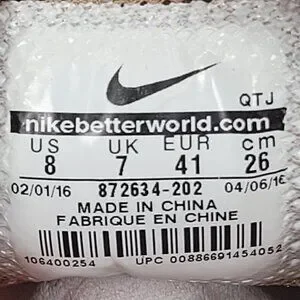 QTJ
nikebetterworld.com
US UK EUR cm
8 7 41 26
02/01/16 872634-202 04/06/16
MADE IN CHINA
FABRIQUE EN CHINE
106400254 UPC 00886691454052